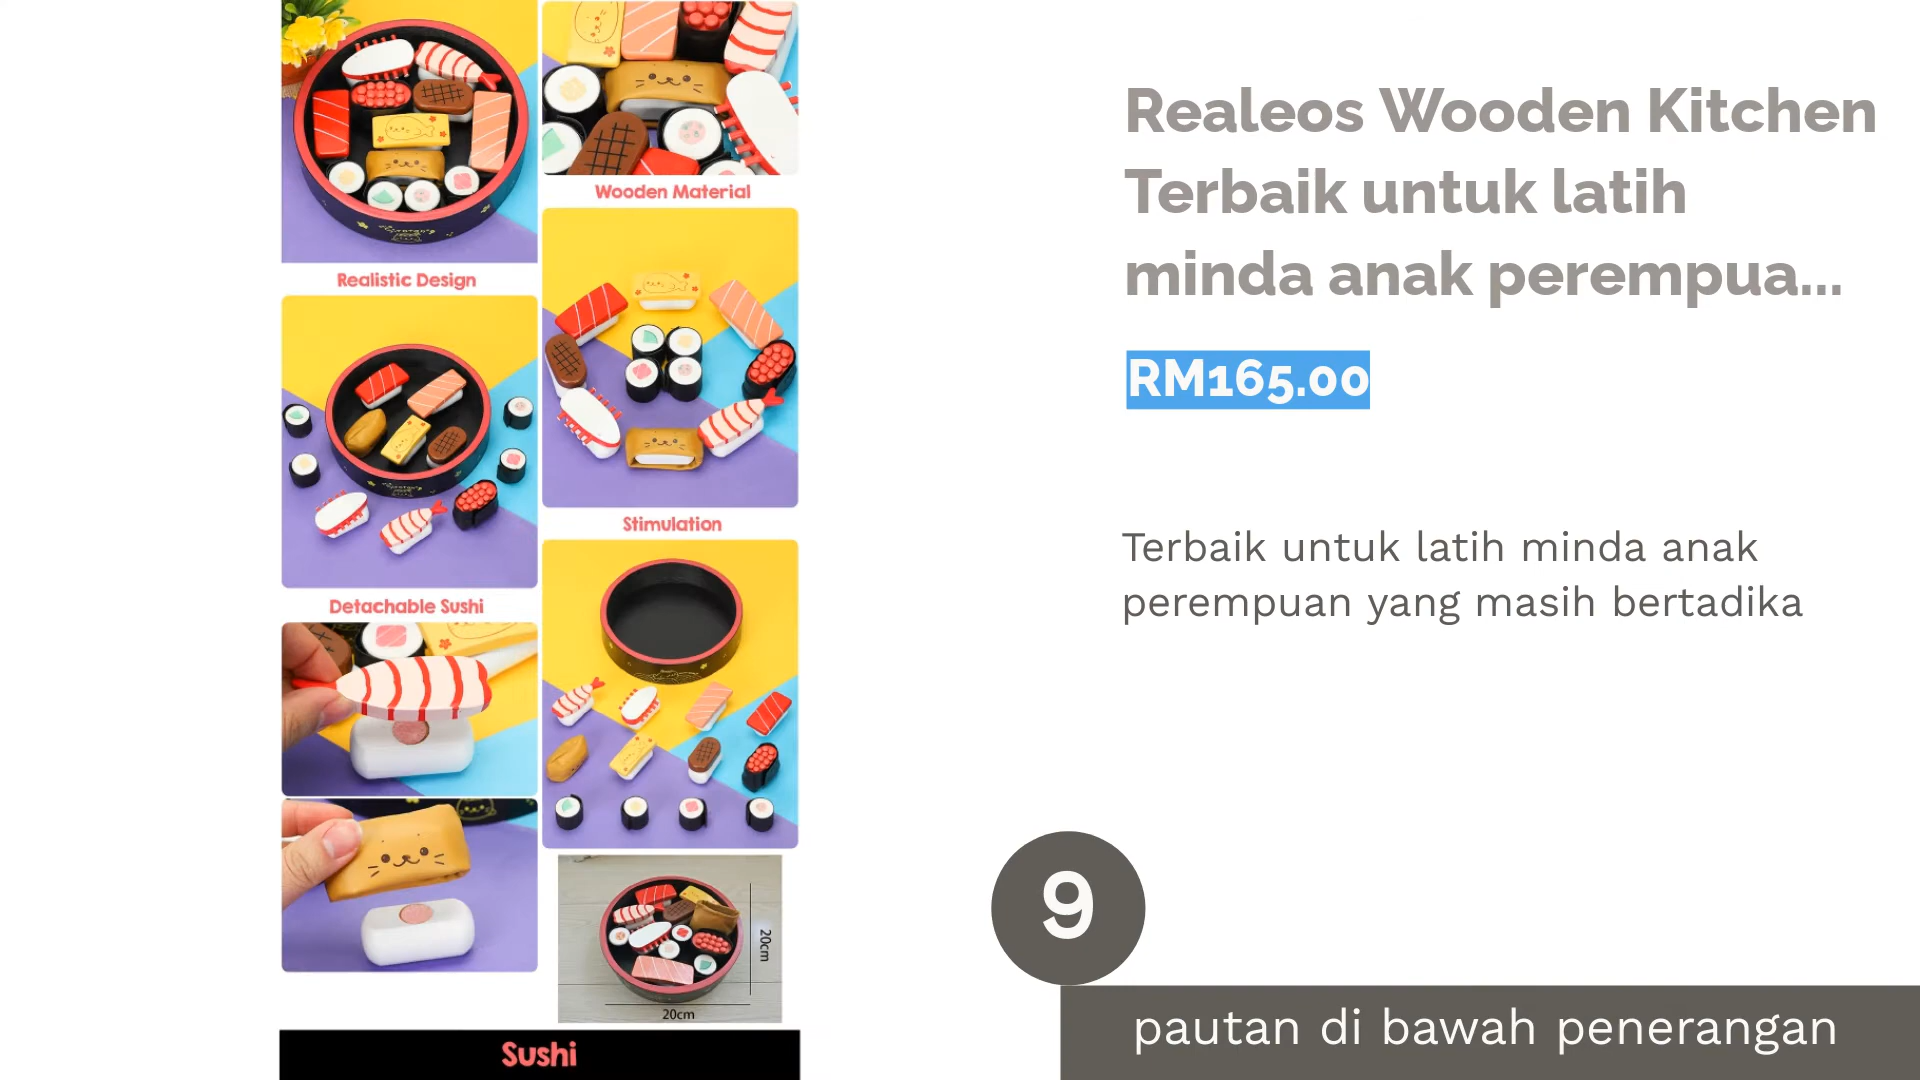 Realistic Design
Detachable Sushi
Wooden Material
Stimulation
20cm
20cm
Sushi
Realeos Wooden Kitchen
Terbaik untuk latih
minda anak perempua...
RM165.00
Terbaik untuk latih minda anak
perempuan yang masih bertadika
9
pautan di bawah penerangan